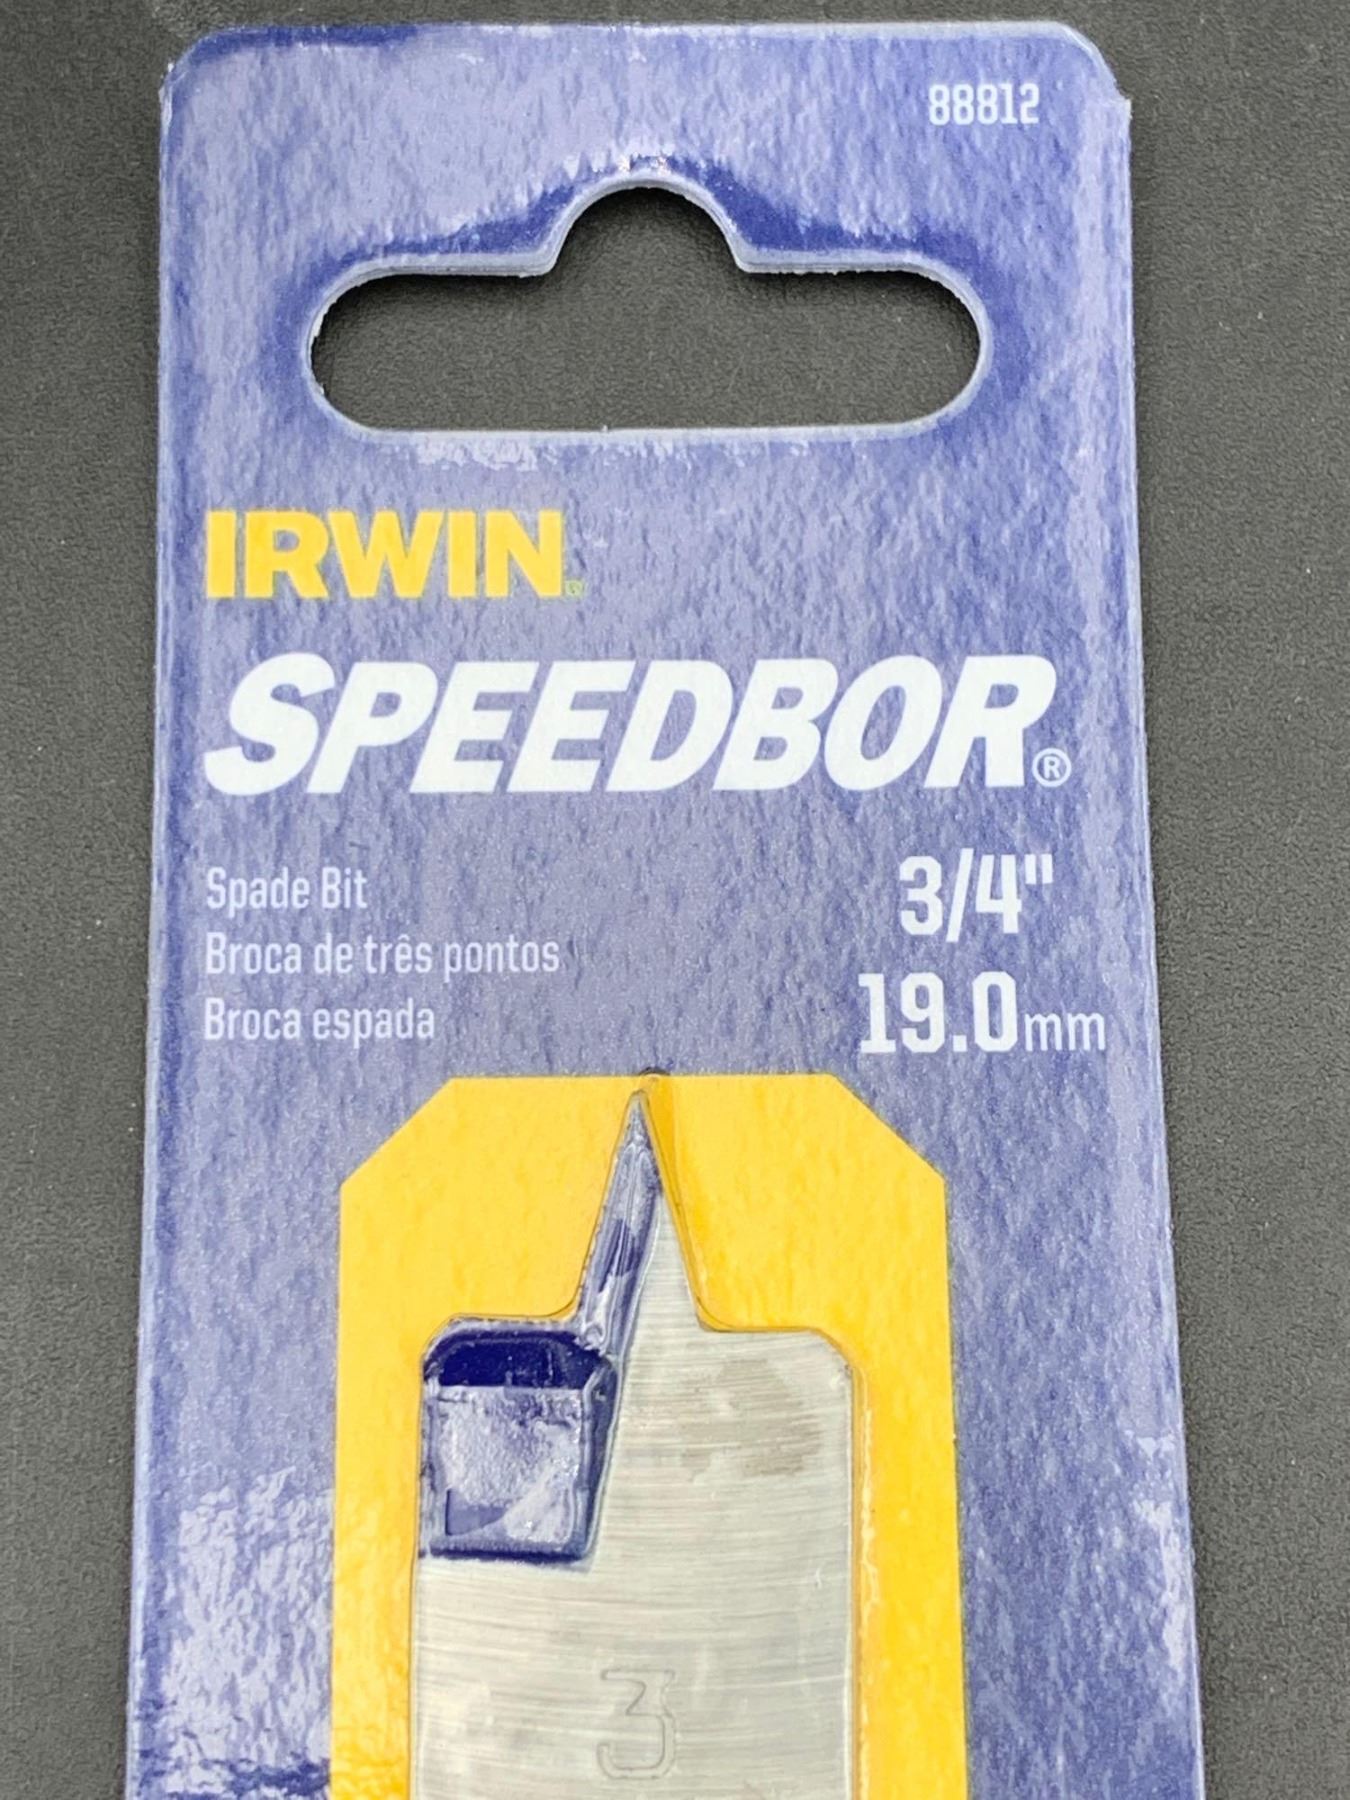 88812
IRWIN®
SPEEDBOR®
Spade Bit
Broca de três pontos
Broca espada
3/4"
19.0mm
3